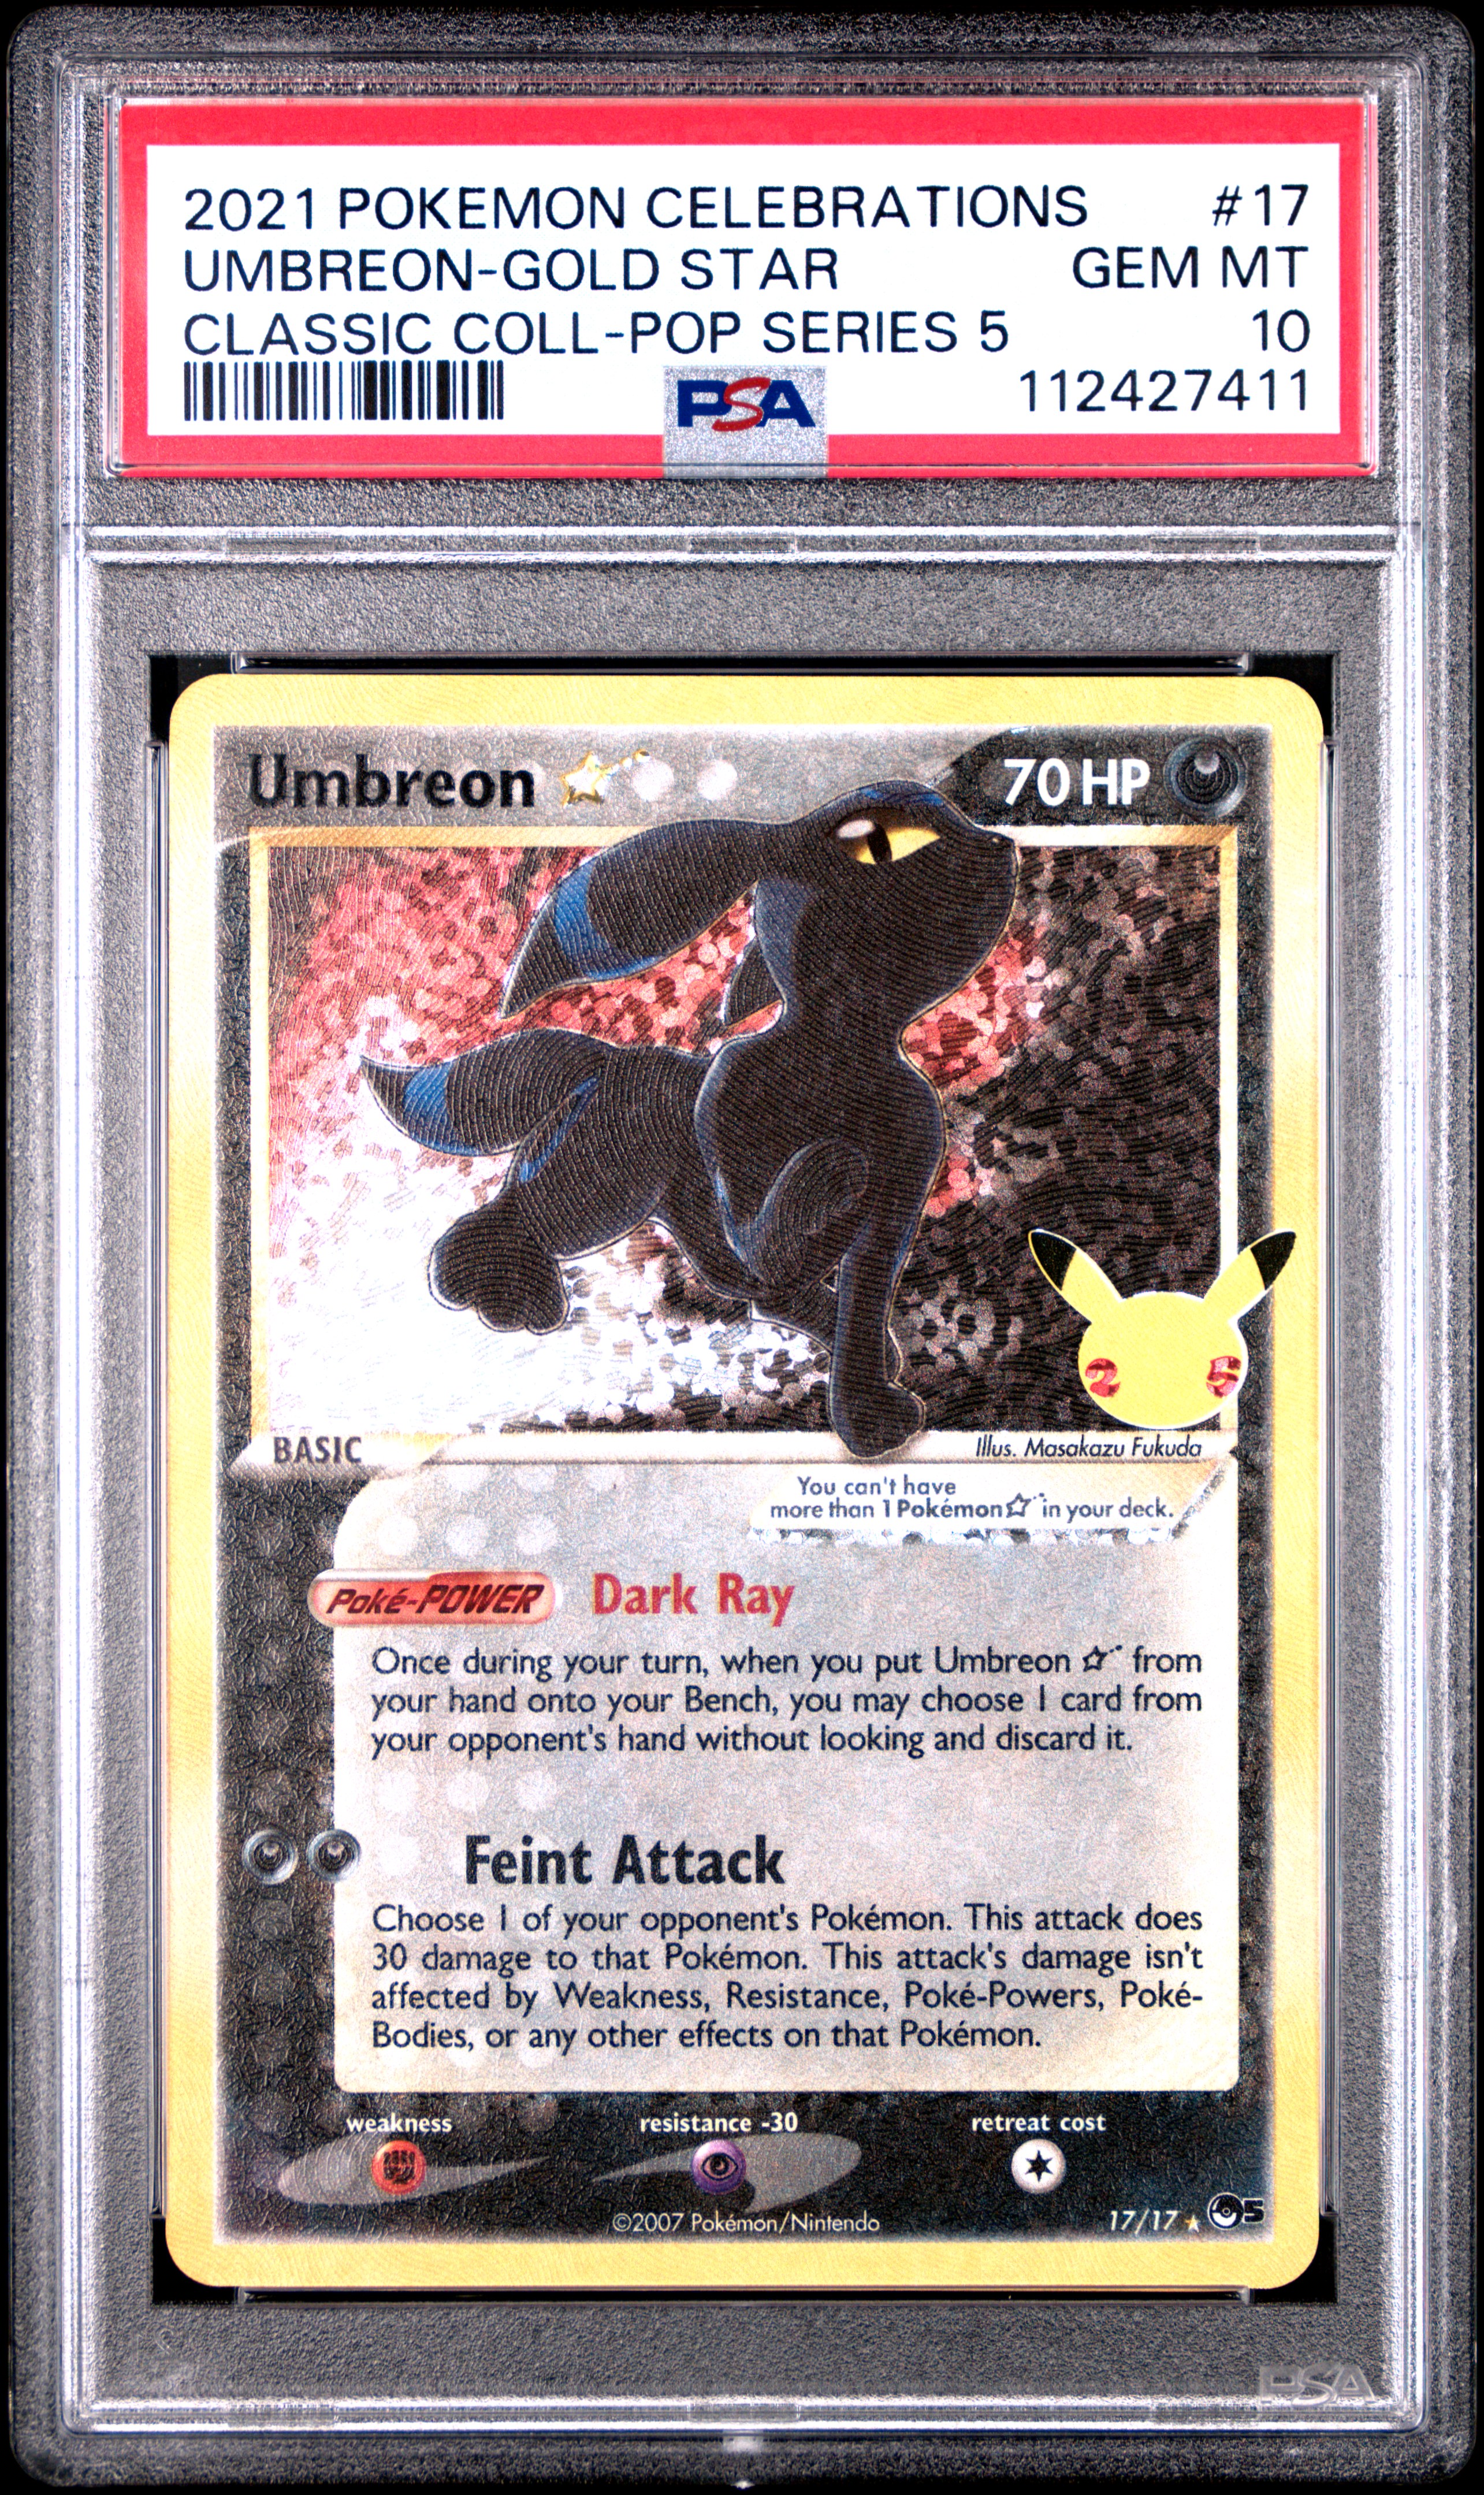 2021 POKEMON CELEBRATIONS #17
UMBREON-GOLD STAR GEM MT
CLASSIC COLL-POP SERIES 5 10
PSA 112427411
Umbreon ☆ 70 HP
2 5
BASIC
Illus. Masakazu Fukuda
You can't have
more than 1 Pokémon ☆ in your deck.
Poké-POWER Dark Ray
Once during your turn, when you put Umbreon ☆ from
your hand onto your Bench, you may choose 1 card from
your opponent's hand without looking and discard it.
Feint Attack
Choose 1 of your opponent's Pokémon. This attack does
30 damage to that Pokémon. This attack's damage isn't
affected by Weakness, Resistance, Poké-Powers, Poké-
Bodies, or any other effects on that Pokémon.
weakness resistance -30 retreat cost
©2007 Pokémon/Nintendo 17/17 ★ 5
PSA